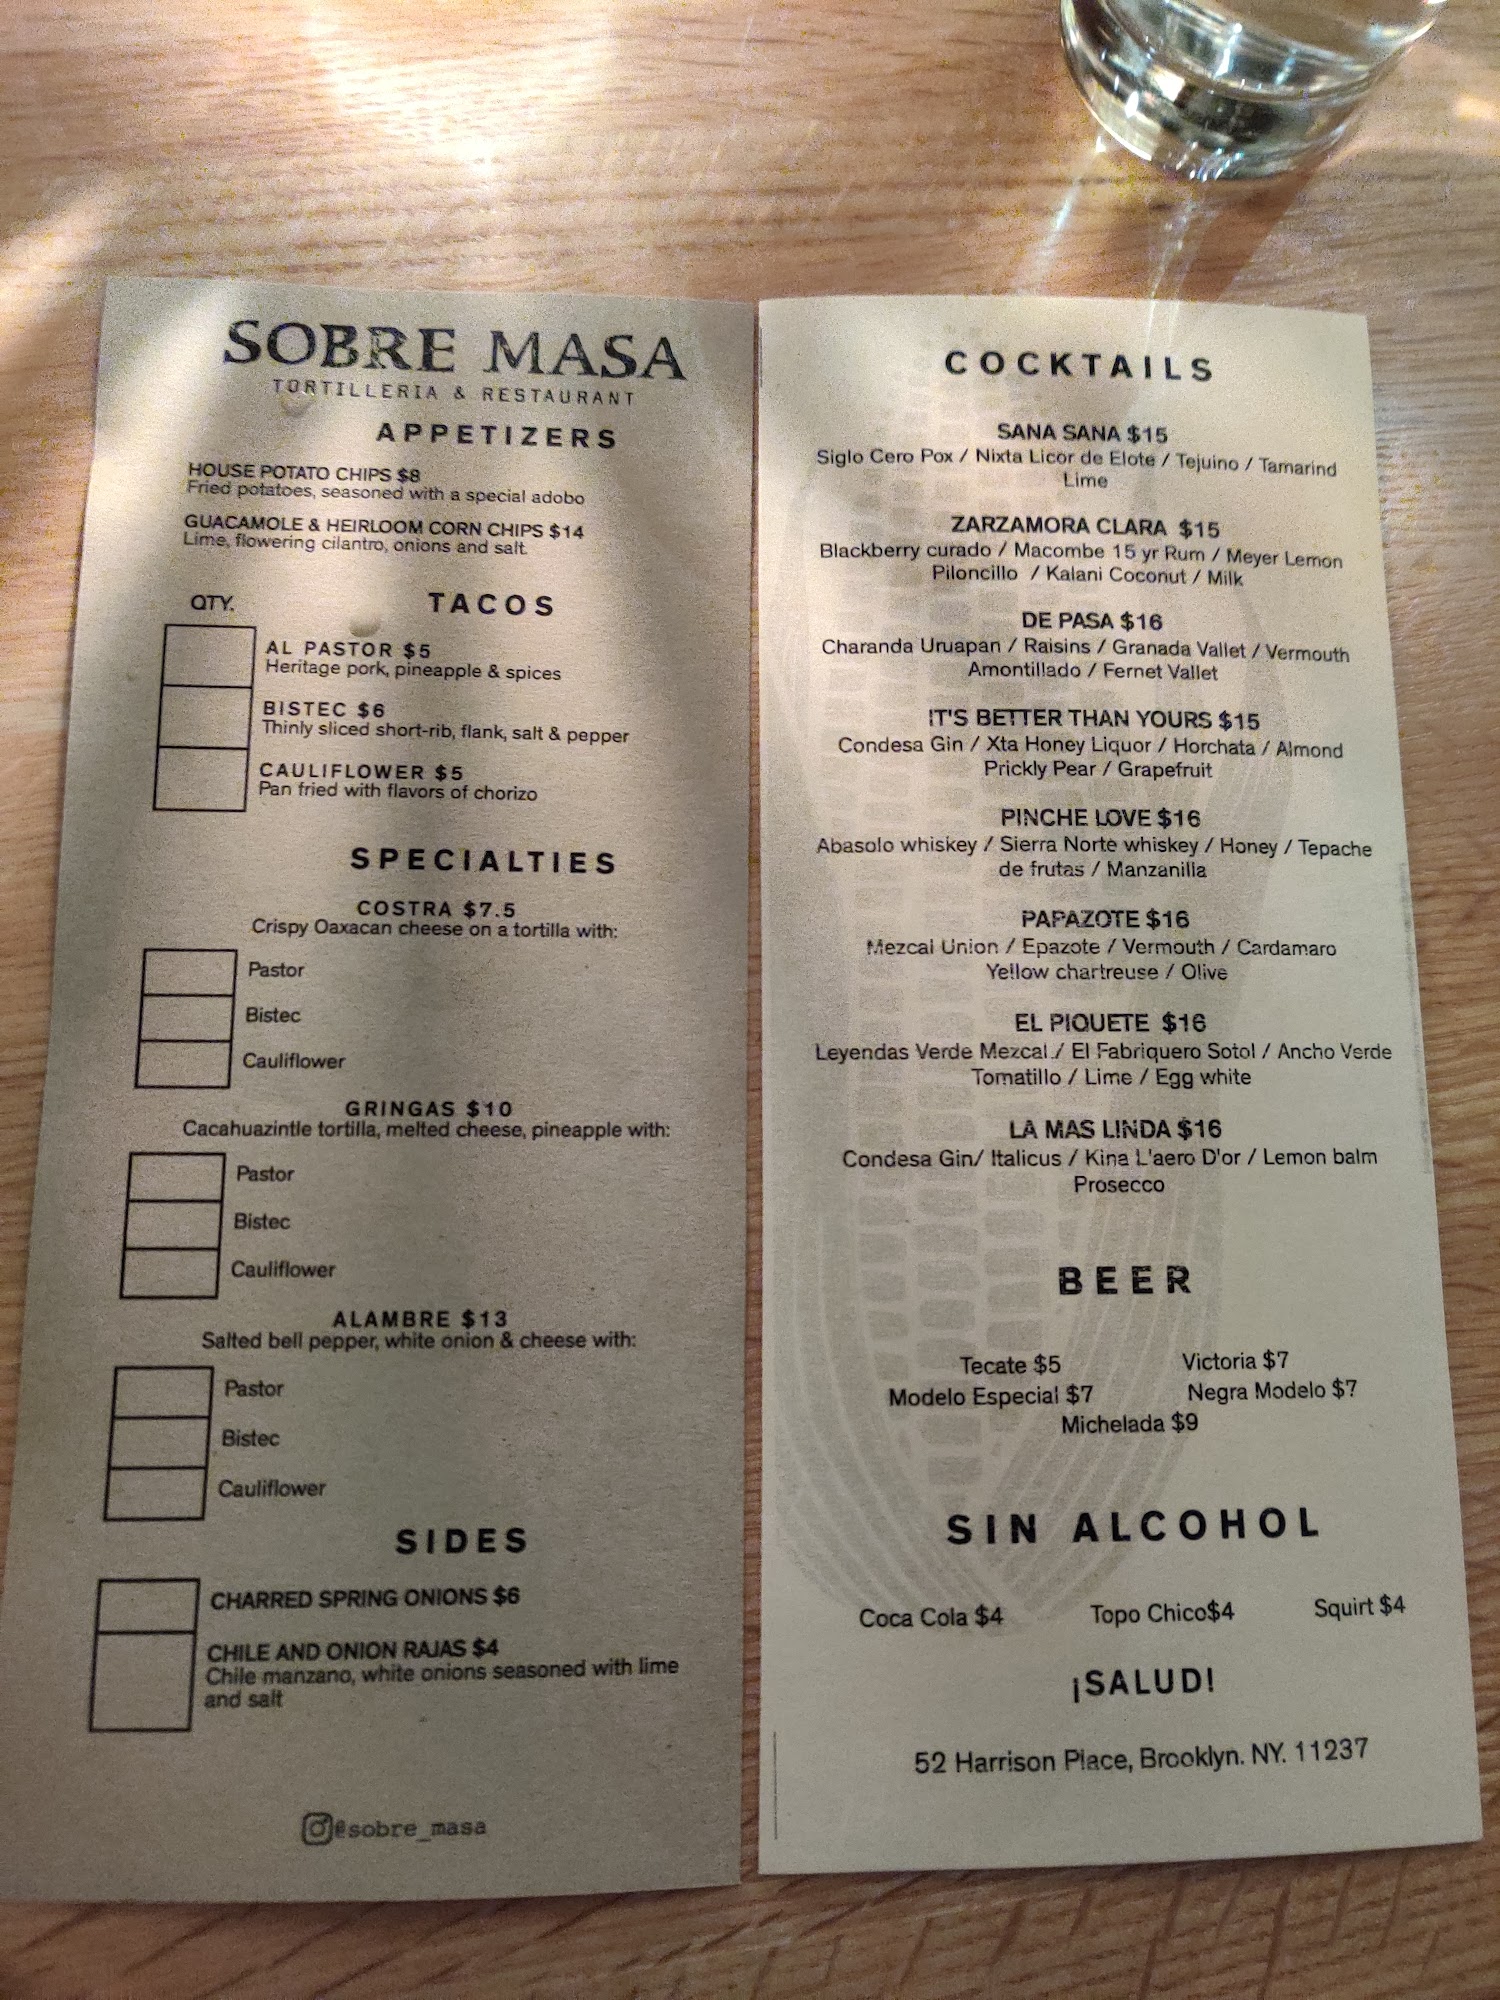 SOBRE MASA
TORTILLERIA & RESTAURANT
APPETIZERS
HOUSE POTATO CHIPS $8
Fried potatoes, seasoned with a special adobo
GUACAMOLE & HEIRLOOM CORN CHIPS $14
Lime, flowering cilantro, onions and salt
QTY.
TACOS
AL PASTOR $5
Heritage pork, pineapple & spices
BISTEC $6
Thinly sliced short-rib, flank, salt & pepper
CAULIFLOWER $5
Pan fried with flavors of chorizo
SPECIALTIES
COSTRA $7.5
Crispy Oaxacan cheese on a tortilla with:
Pastor
Bistec
Cauliflower
GRINGAS $10
Cacahuazintle tortilla, melted cheese, pineapple with:
Pastor
Bistec
Cauliflower
ALAMBRE $13
Salted bell pepper, white onion & cheese with:
Pastor
Bistec
Cauliflower
SIDES
CHARRED SPRING ONIONS $6
CHILE AND ONION RAJAS $4
Chile manzano, white onions seasoned with lime
and salt
@sobre_masa
COCKTAILS
SANA SANA $15
Siglo Cero Pox / Nixta Licor de Elote / Tejuino / Tamarind
Lime
ZARZAMORA CLARA $15
Blackberry curado / Macombe 15 yr Rum / Meyer Lemon
Piloncillo / Kalani Coconut / Milk
DE PASA $16
Charanda Uruapan / Raisins / Granada Vallet / Vermouth
Amontillado / Fernet Vallet
IT'S BETTER THAN YOURS $15
Condesa Gin / Xta Honey Liquor / Horchata / Almond
Prickly Pear / Grapefruit
PINCHE LOVE $16
Abasolo whiskey / Sierra Norte whiskey / Honey / Tepache
de frutas / Manzanilla
PAPAZOTE $16
Mezcal Union / Epazote / Vermouth / Cardamaro
Yellow chartreuse / Olive
EL PIQUETE $16
Leyendas Verde Mezcal / El Fabriquero Sotol / Ancho Verde
Tomatillo / Lime / Egg white
LA MAS LINDA $16
Condesa Gin/ Italicus / Kina L'aero D'or / Lemon balm
Prosecco
BEER
Tecate $5 Victoria $7
Modelo Especial $7 Negra Modelo $7
Michelada $9
SIN ALCOHOL
Coca Cola $4 Topo Chico$4 Squirt $4
¡SALUD!
52 Harrison Place, Brooklyn. NY. 11237